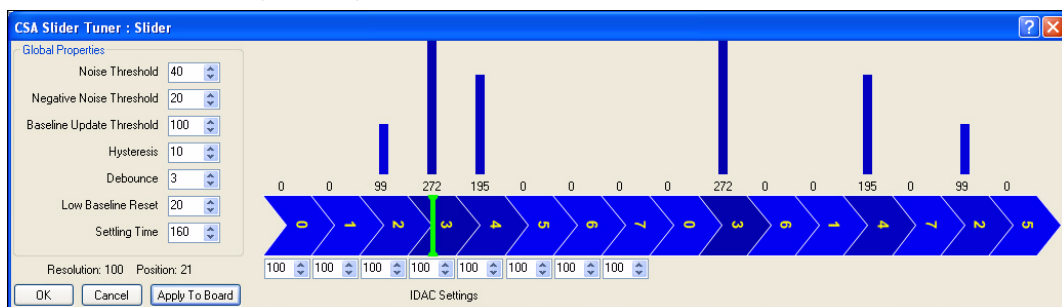 CSA Slider Tuner : Slider
Global Properties
Noise Threshold 40
Negative Noise Threshold 20
Baseline Update Threshold 100
Hysteresis 10
Debounce 3
Low Baseline Reset 20
Settling Time 160
Resolution: 100 Position: 21
OK Cancel Apply To Board
0 0 99 272 195 0 0 0 0 272 0 0 195 0 99 0
0 1 2 3 4 5 6 7 0 3 6 1 4 7 2 5
100 100 100 100 100 100 100 100
IDAC Settings